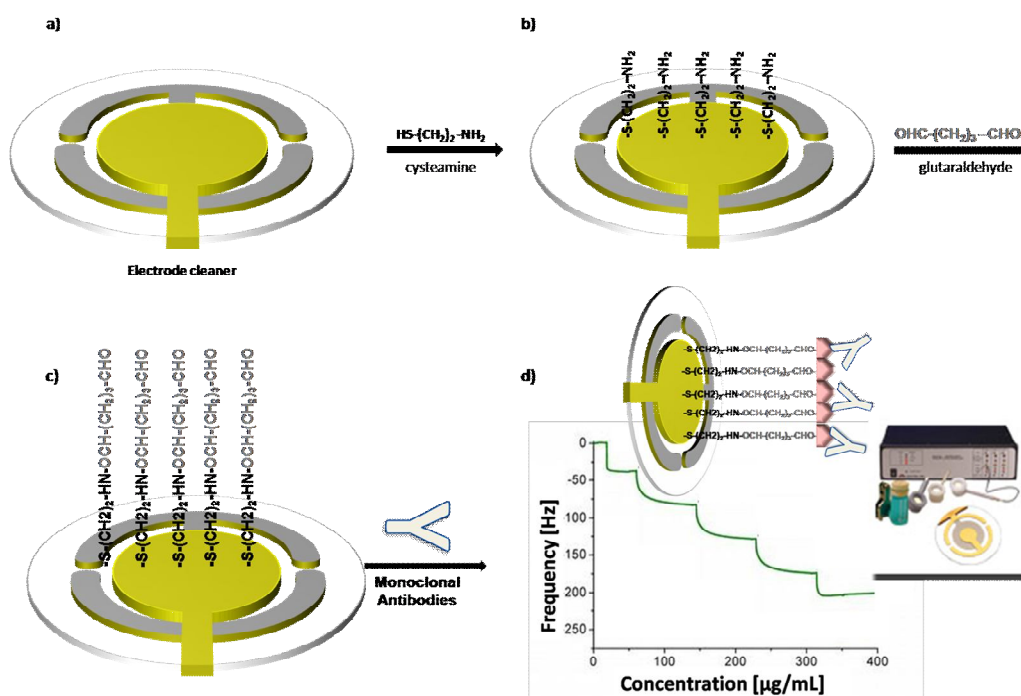 a)
HS-(CH2)2-NH2
cysteamine
Electrode cleaner
b)
-S-(CH2)2-NH2
-S-(CH2)2-NH2
-S-(CH2)2-NH2
-S-(CH2)2-NH2
-S-(CH2)2-NH2
OHC-(CH2)3-CHO
glutaraldehyde
c)
-S-(CH2)2-HN=OCH=(CH2)3=CHO
-S-(CH2)2-HN=OCH=(CH2)3=CHO
-S-(CH2)2-HN=OCH=(CH2)3=CHO
-S-(CH2)2-HN=OCH=(CH2)3=CHO
-S-(CH2)2-HN=OCH=(CH2)3=CHO
Monoclonal
Antibodies
d)
-S-(CH2)2-HN-OCH-(CH2)3-CHO-
-S-(CH2)2-HN-OCH-(CH2)3-CHO-
-S-(CH2)2-HN-OCH-(CH2)3-CHO-
-S-(CH2)2-HN-OCH-(CH2)3-CHO-
-S-(CH2)2-HN-OCH-(CH2)3-CHO-
Frequency [Hz]
0
-50
100
150
200
250
0 100 200 300 400
Concentration [µg/mL]